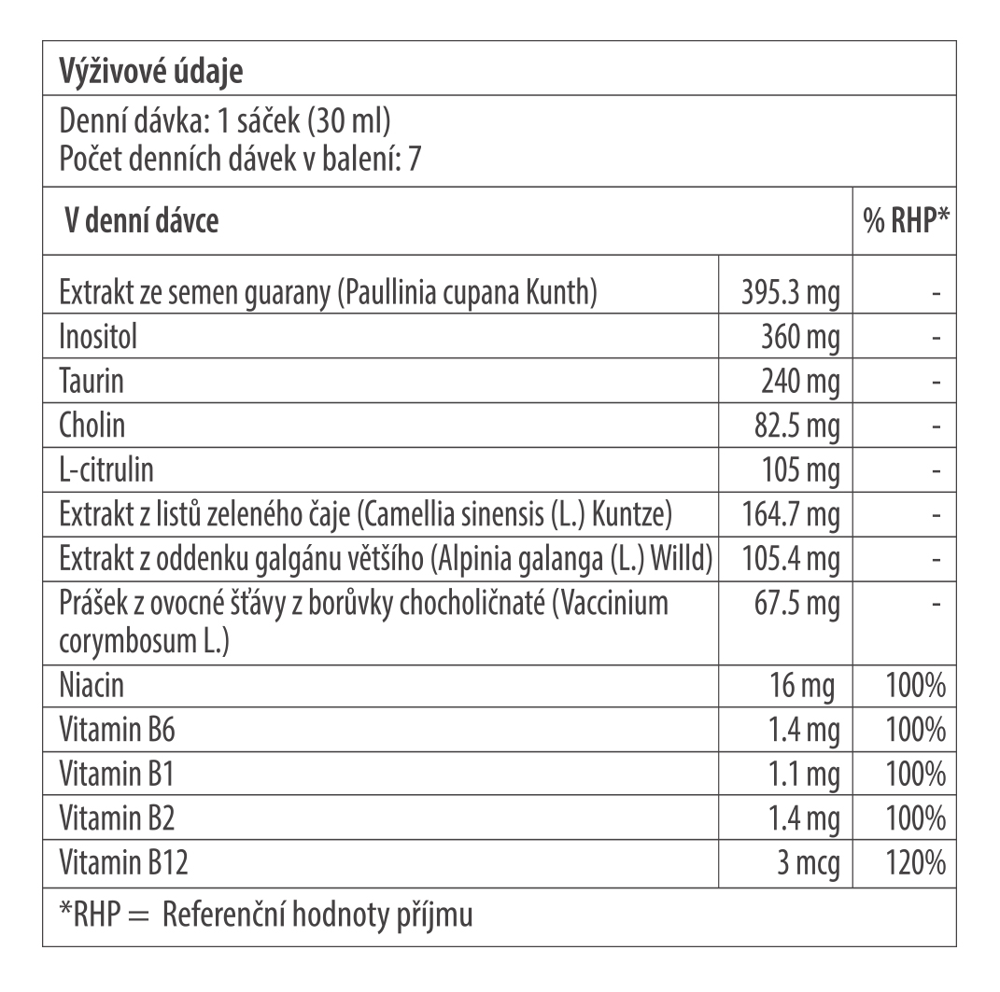 Výživové údaje
Denní dávka: 1 sáček (30 ml)
Počet denních dávek v balení: 7
V denní dávce % RHP*
Extrakt ze semen guarany (Paullinia cupana Kunth) 395.3 mg -
Inositol 360 mg -
Taurin 240 mg -
Cholin 82.5 mg -
L-citrulin 105 mg -
Extrakt z listů zeleného čaje (Camellia sinensis (L.) Kuntze) 164.7 mg -
Extrakt z oddenku galgánu většího (Alpinia galanga (L.) Willd) 105.4 mg -
Prášek z ovocné šťávy z borůvky chocholičnaté (Vaccinium 67.5 mg -
corymbosum L.)
Niacin 16 mg 100%
Vitamin B6 1.4 mg 100%
Vitamin B1 1.1 mg 100%
Vitamin B2 1.4 mg 100%
Vitamin B12 3 mcg 120%
*RHP = Referenční hodnoty příjmu